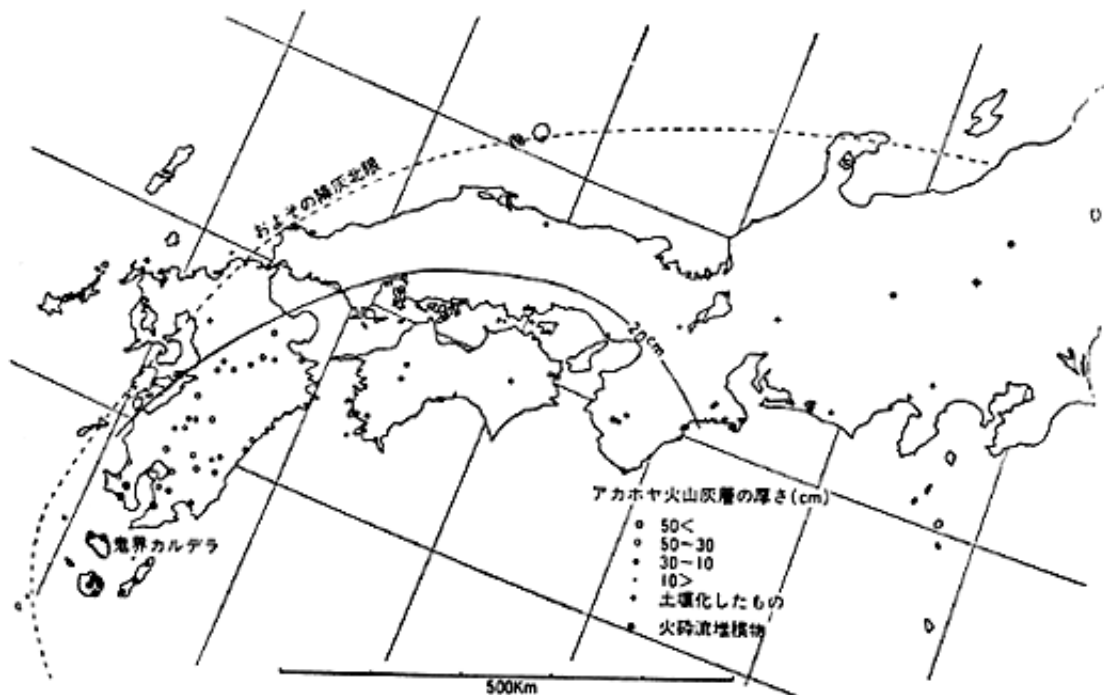 およその降灰北限
20cm
鬼界カルデラ
アカホヤ火山灰層の厚さ(cm)
50<
50~30
30~10
10>
土壌化したもの
火砕流堆積物
500Km